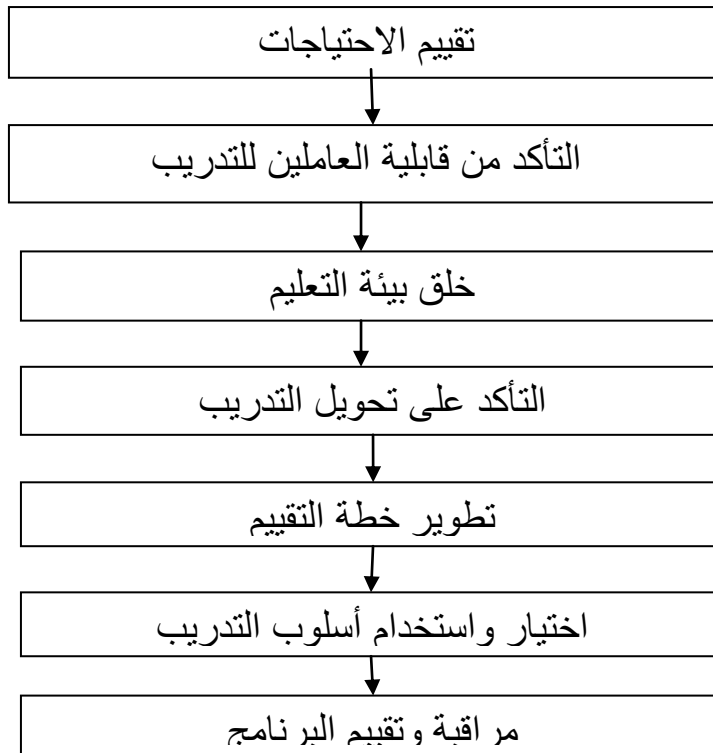 تقييم الاحتياجات
التأكد من قابلية العاملين للتدريب
خلق بيئة التعليم
التأكد على تحويل التدريب
تطوير خطة التقييم
اختيار واستخدام أسلوب التدريب
مراقبة وتقييم البرنامج